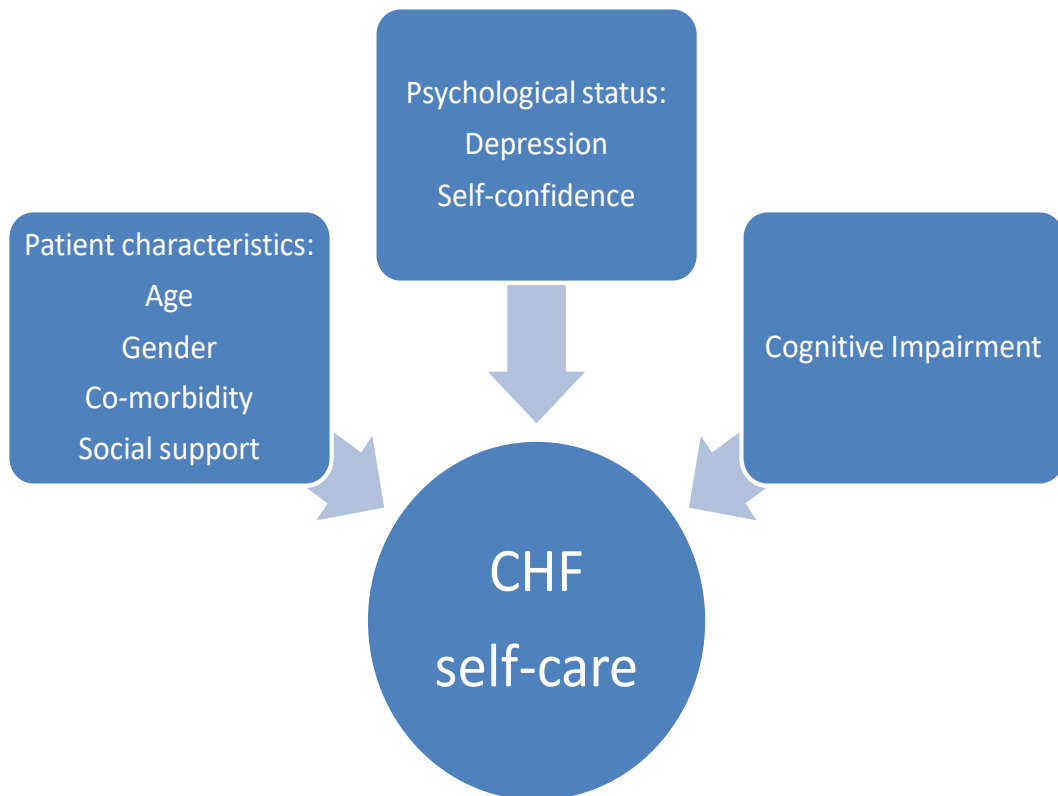 Psychological status:
Depression
Self-confidence
Patient characteristics:
Age
Gender
Co-morbidity
Social support
Cognitive Impairment
CHF
self-care